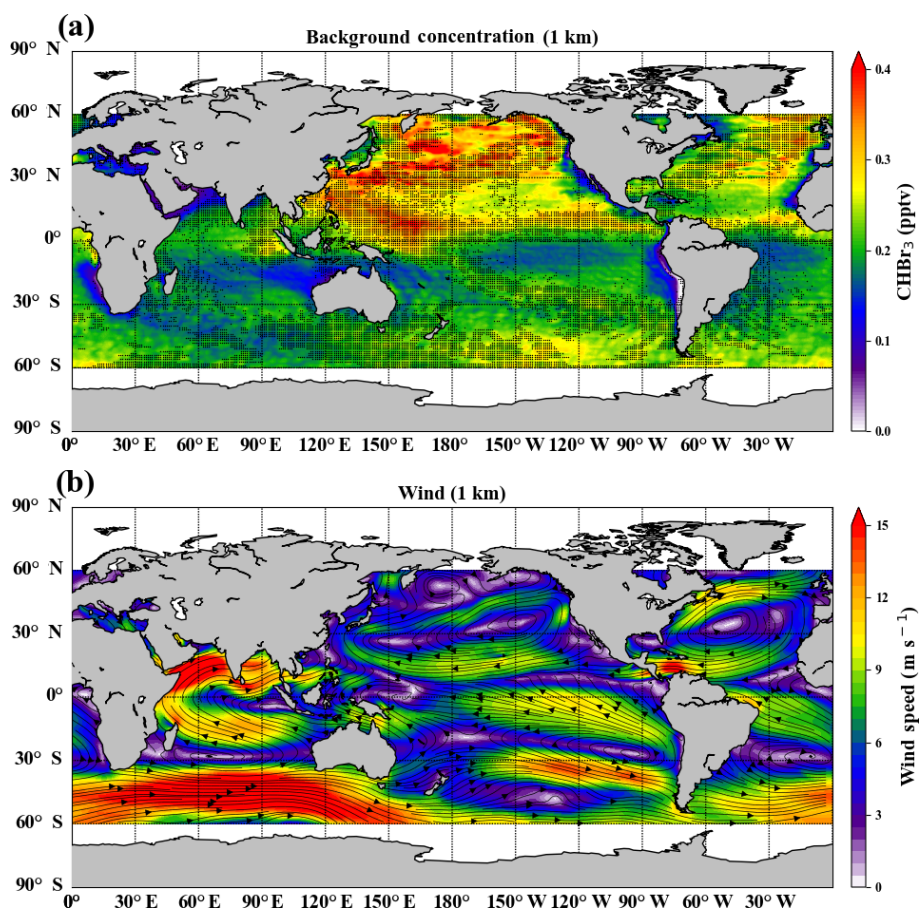 (a)
Background concentration (1 km)
90° N
60° N
30° N
0°
30° S
60° S
90° S
0° 30° E 60° E 90° E 120° E 150° E 180° 150° W 120° W 90° W 60° W 30° W
0.4
0.3
0.2
0.1
0.0
CHBr₃ (pptv)
(b)
Wind (1 km)
90° N
60° N
30° N
0°
30° S
60° S
90° S
0° 30° E 60° E 90° E 120° E 150° E 180° 150° W 120° W 90° W 60° W 30° W
15
12
9
6
3
0
Wind speed (m s⁻¹)